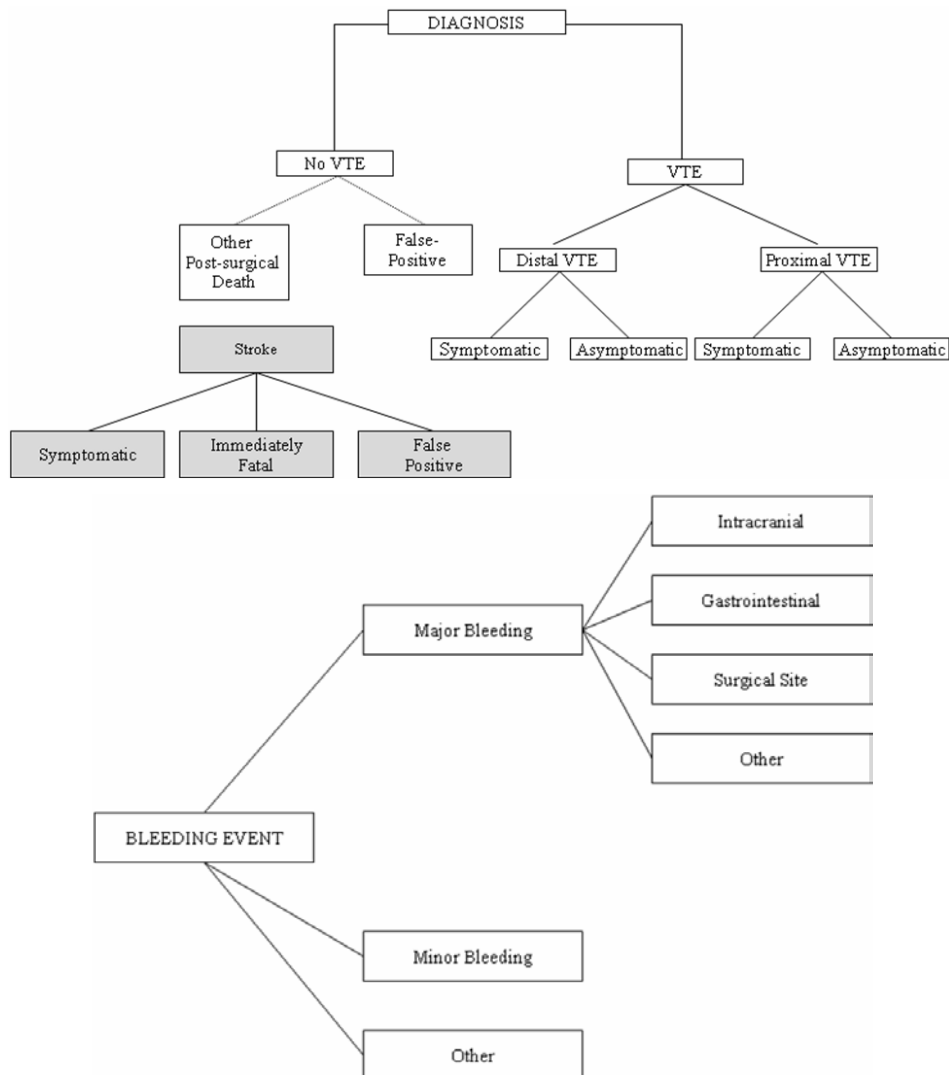 DIAGNOSIS
No VTE
VTE
Other
Post-surgical
Death
False-
Positive
Distal VTE
Proximal VTE
Symptomatic
Asymptomatic
Symptomatic
Asymptomatic
Stroke
Symptomatic
Immediately
Fatal
False
Positive
Intracranial
Gastrointestinal
Major Bleeding
Surgical Site
Other
BLEEDING EVENT
Minor Bleeding
Other